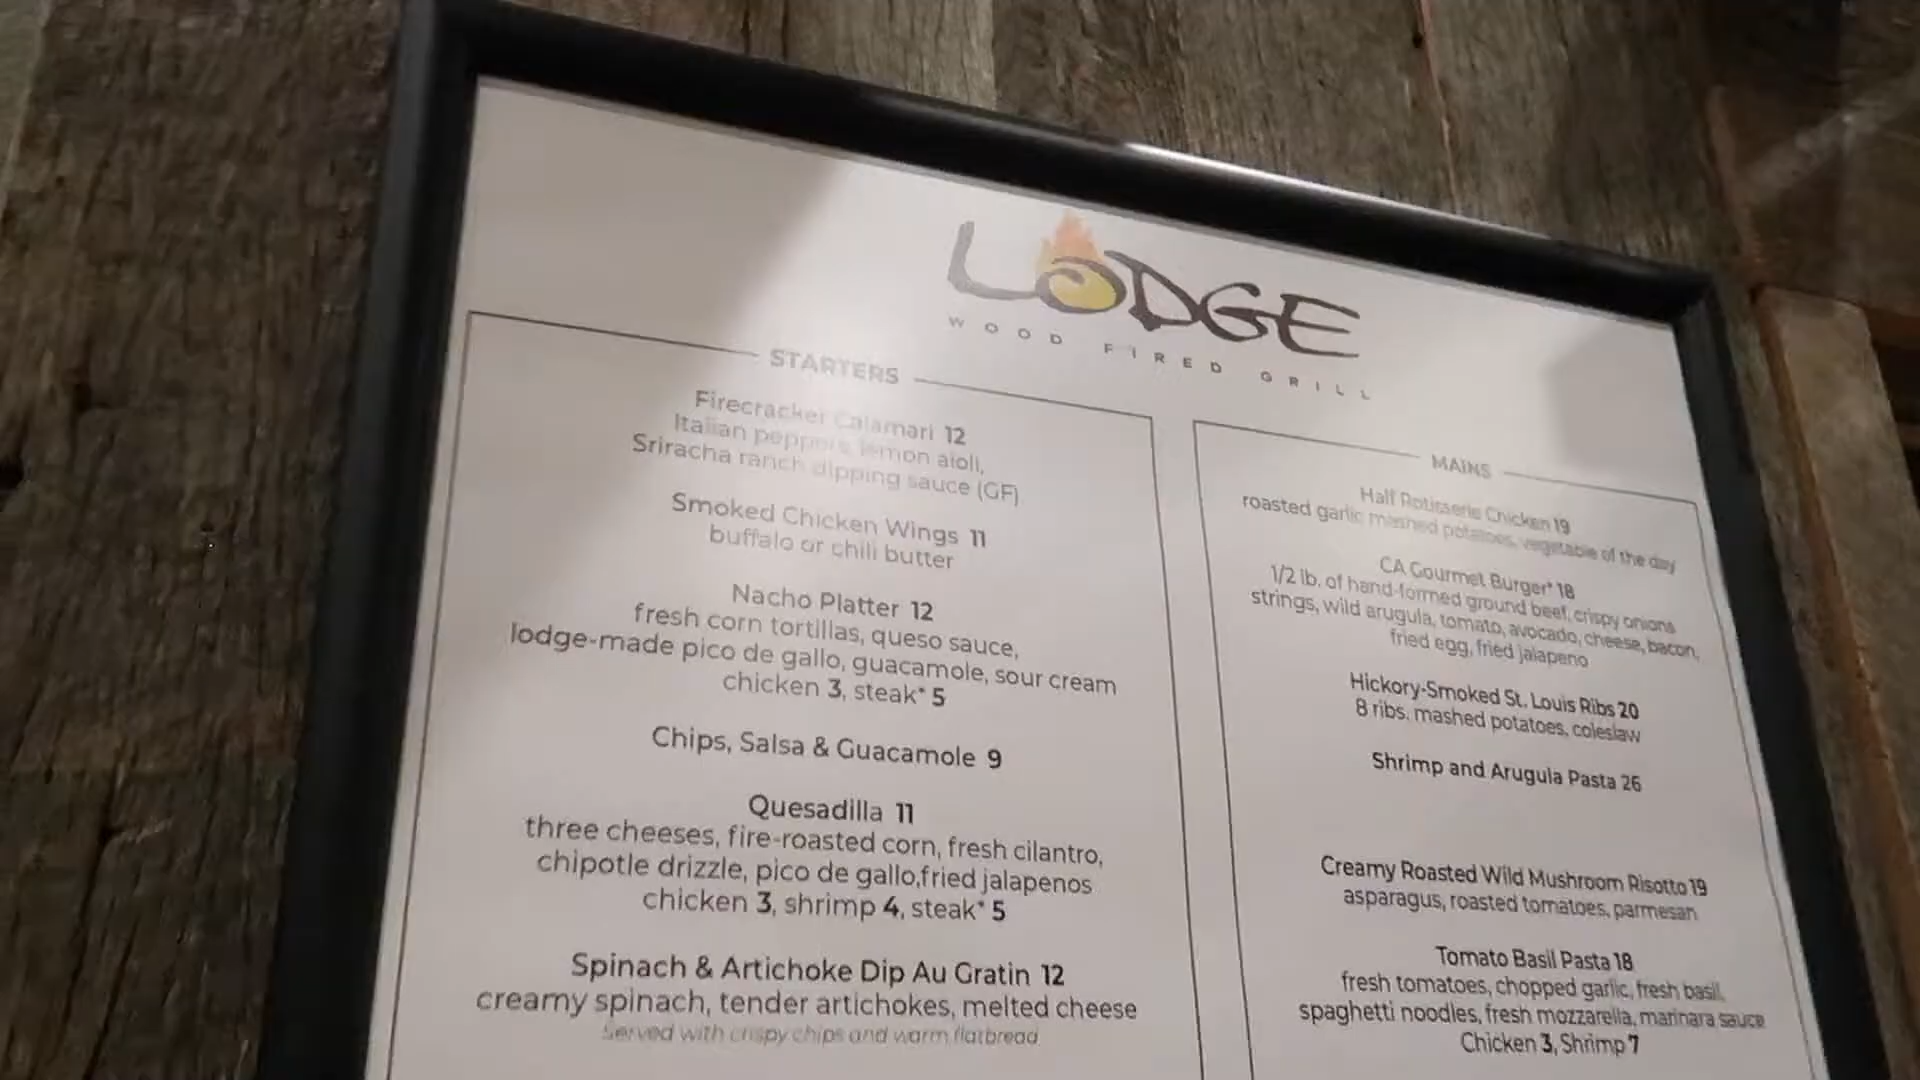 LODGE
WOOD FIRED GRILL
STARTERS
Firecracker Calamari 12
Italian peppers lemon aioli,
Sriracha ranch dipping sauce (GF)
Smoked Chicken Wings 11
buffalo or chili butter
Nacho Platter 12
fresh corn tortillas, queso sauce,
lodge-made pico de gallo, guacamole, sour cream
chicken 3, steak* 5
Chips, Salsa & Guacamole 9
Quesadilla 11
three cheeses, fire-roasted corn, fresh cilantro,
chipotle drizzle, pico de gallo,fried jalapenos
chicken 3, shrimp 4, steak* 5
Spinach & Artichoke Dip Au Gratin 12
creamy spinach, tender artichokes, melted cheese
Served with crispy chips and warm flatbread
MAINS
Half Rotisserie Chicken 19
roasted garlic mashed potatoes, vegetable of the day
CA Gourmet Burger* 18
1/2 lb. of hand-formed ground beef, crispy onions
strings, wild arugula, tomato, avocado, cheese, bacon,
fried egg, fried jalapeno
Hickory-Smoked St. Louis Ribs 20
8 ribs, mashed potatoes, coleslaw
Shrimp and Arugula Pasta 26
Creamy Roasted Wild Mushroom Risotto 19
asparagus, roasted tomatoes, parmesan
Tomato Basil Pasta 18
fresh tomatoes, chopped garlic, fresh basil,
spaghetti noodles, fresh mozzarella, marinara sauce
Chicken 3, Shrimp 7